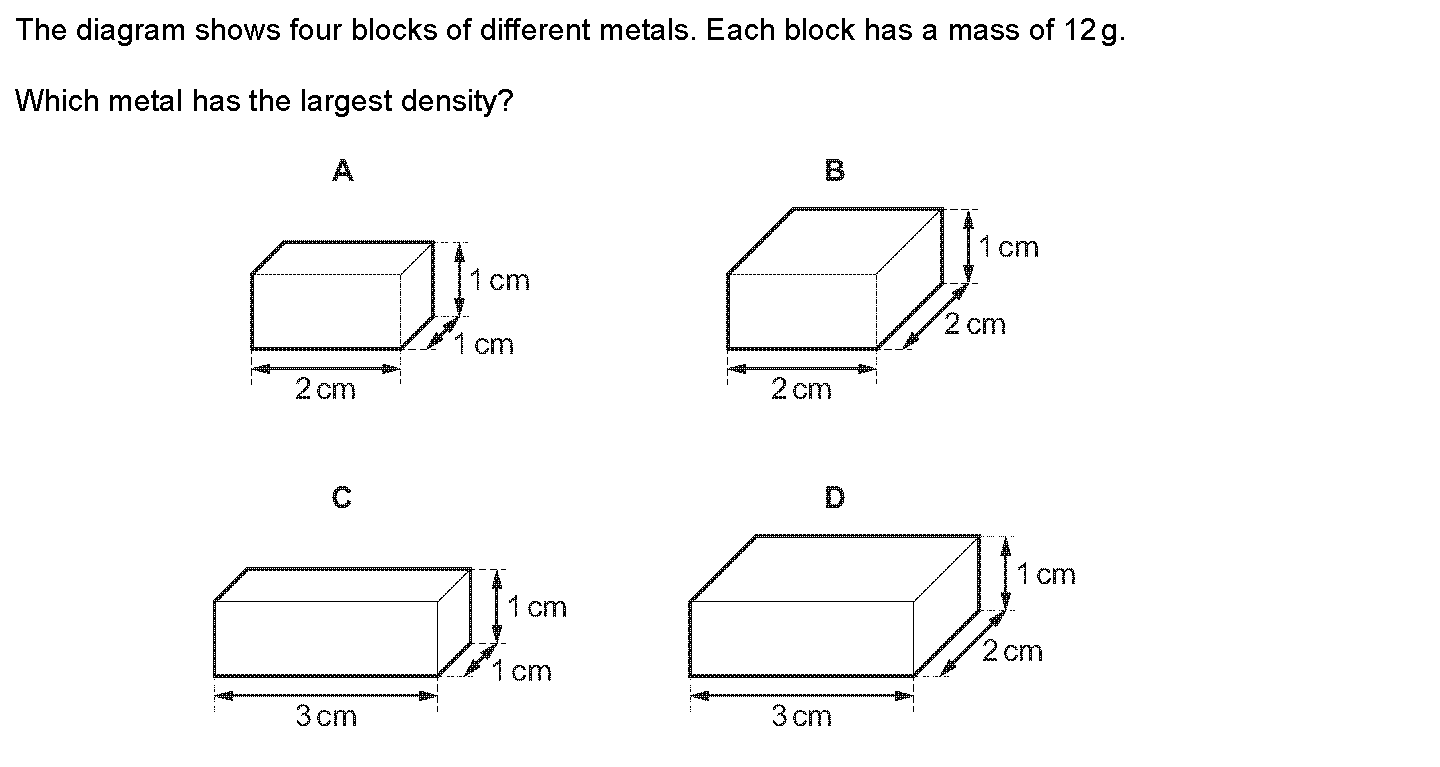 The diagram shows four blocks of different metals. Each block has a mass of 12 g.
Which metal has the largest density?
A
1 cm
1 cm
2 cm
B
1 cm
2 cm
2 cm
C
1 cm
1 cm
3 cm
D
1 cm
2 cm
3 cm